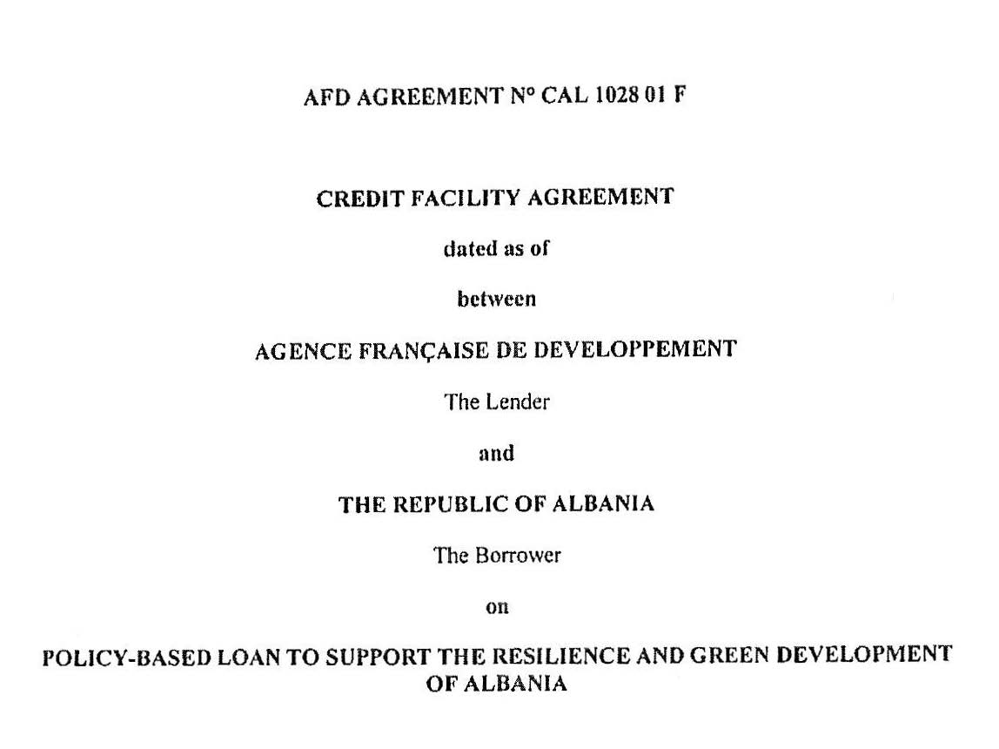 AFD AGREEMENT Nº CAL 1028 01 F
CREDIT FACILITY AGREEMENT
dated as of
between
AGENCE FRANÇAISE DE DEVELOPPEMENT
The Lender
and
THE REPUBLIC OF ALBANIA
The Borrower
on
POLICY-BASED LOAN TO SUPPORT THE RESILIENCE AND GREEN DEVELOPMENT
OF ALBANIA